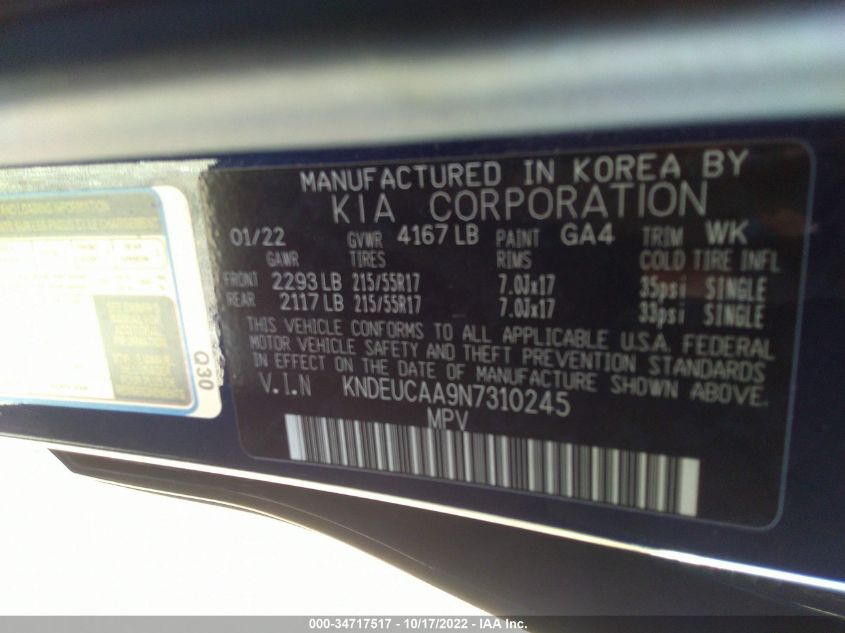 MANUFACTURED IN KOREA BY
KIA CORPORATION
01/22 GVWR 4167 LB PAINT GA4 TRIM WK
GAWR TIRES RIMS COLD TIRE INFL
FRONT 2293 LB 215/55R17 7.0Jx17 35psi SINGLE
REAR 2117 LB 215/55R17 7.0Jx17 33psi SINGLE
THIS VEHICLE CONFORMS TO ALL APPLICABLE U.S.A. FEDERAL
MOTOR VEHICLE SAFETY AND THEFT PREVENTION STANDARDS
IN EFFECT ON THE DATE OF MANUFACTURE SHOWN ABOVE.
V.I.N KNDEUCAA9N7310245
MPV
Q30
000-34717517 - 10/17/2022 - IAA Inc.